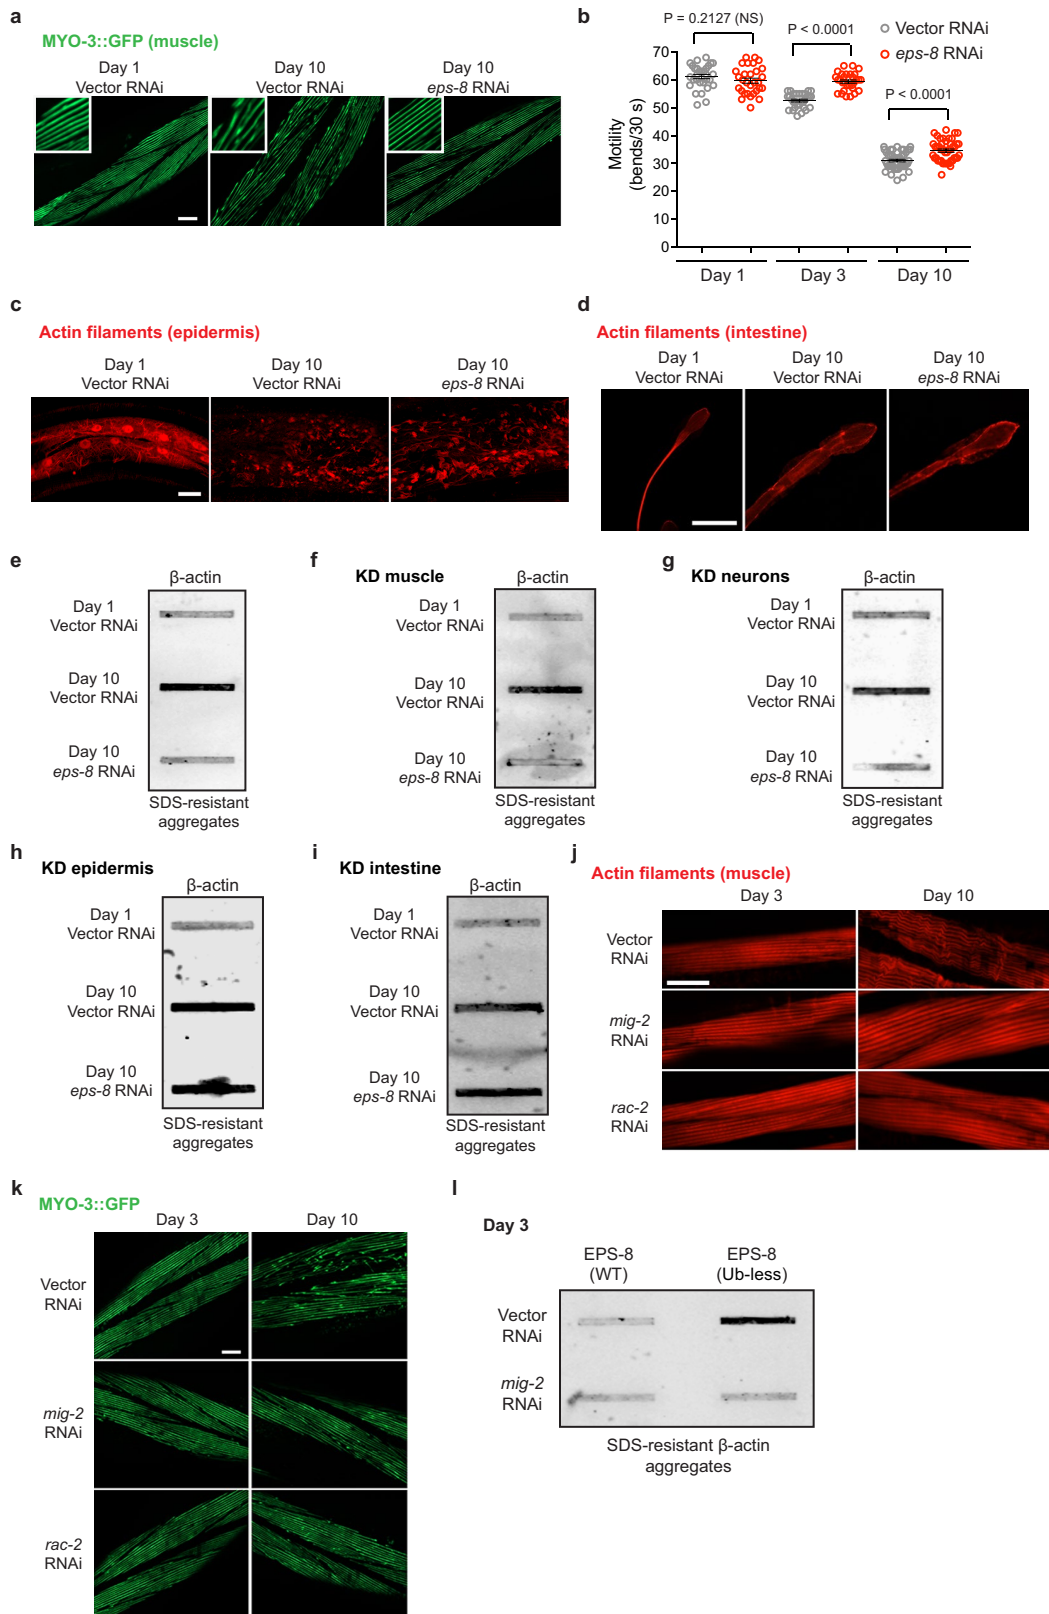 a
MYO-3::GFP (muscle)
Day 1
Vector RNAi
Day 10
Vector RNAi
Day 10
eps-8 RNAi
b
P = 0.2127 (NS)
P < 0.0001
P < 0.0001
Vector RNAi
eps-8 RNAi
Motility
(bends/30 s)
70
60
50
40
30
20
10
0
Day 1
Day 3
Day 10
c
Actin filaments (epidermis)
Day 1
Vector RNAi
Day 10
Vector RNAi
Day 10
eps-8 RNAi
d
Actin filaments (intestine)
Day 1
Vector RNAi
Day 10
Vector RNAi
Day 10
eps-8 RNAi
e
β-actin
Day 1
Vector RNAi
Day 10
Vector RNAi
Day 10
eps-8 RNAi
SDS-resistant
aggregates
f
KD muscle
β-actin
Day 1
Vector RNAi
Day 10
Vector RNAi
Day 10
eps-8 RNAi
SDS-resistant
aggregates
g
KD neurons
β-actin
Day 1
Vector RNAi
Day 10
Vector RNAi
Day 10
eps-8 RNAi
SDS-resistant
aggregates
h
KD epidermis
β-actin
Day 1
Vector RNAi
Day 10
Vector RNAi
Day 10
eps-8 RNAi
SDS-resistant
aggregates
i
KD intestine
β-actin
Day 1
Vector RNAi
Day 10
Vector RNAi
Day 10
eps-8 RNAi
SDS-resistant
aggregates
j
Actin filaments (muscle)
Day 3
Day 10
Vector
RNAi
mig-2
RNAi
rac-2
RNAi
k
MYO-3::GFP
Day 3
Day 10
Vector
RNAi
mig-2
RNAi
rac-2
RNAi
l
Day 3
EPS-8
(WT)
EPS-8
(Ub-less)
Vector
RNAi
mig-2
RNAi
SDS-resistant β-actin
aggregates